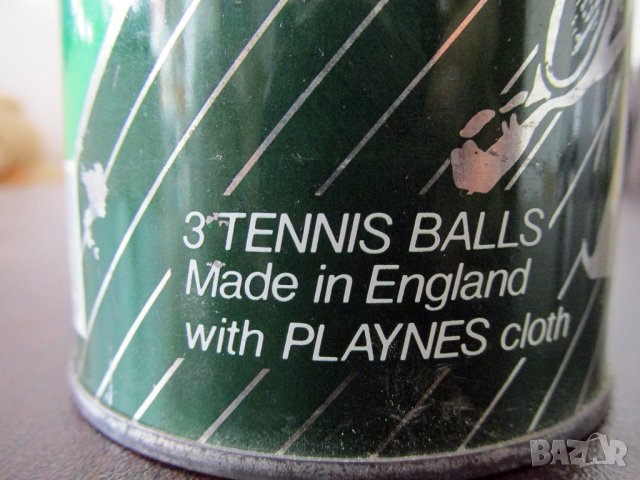 3 TENNIS BALLS
Made in England
with PLAYNES cloth
BAZAR